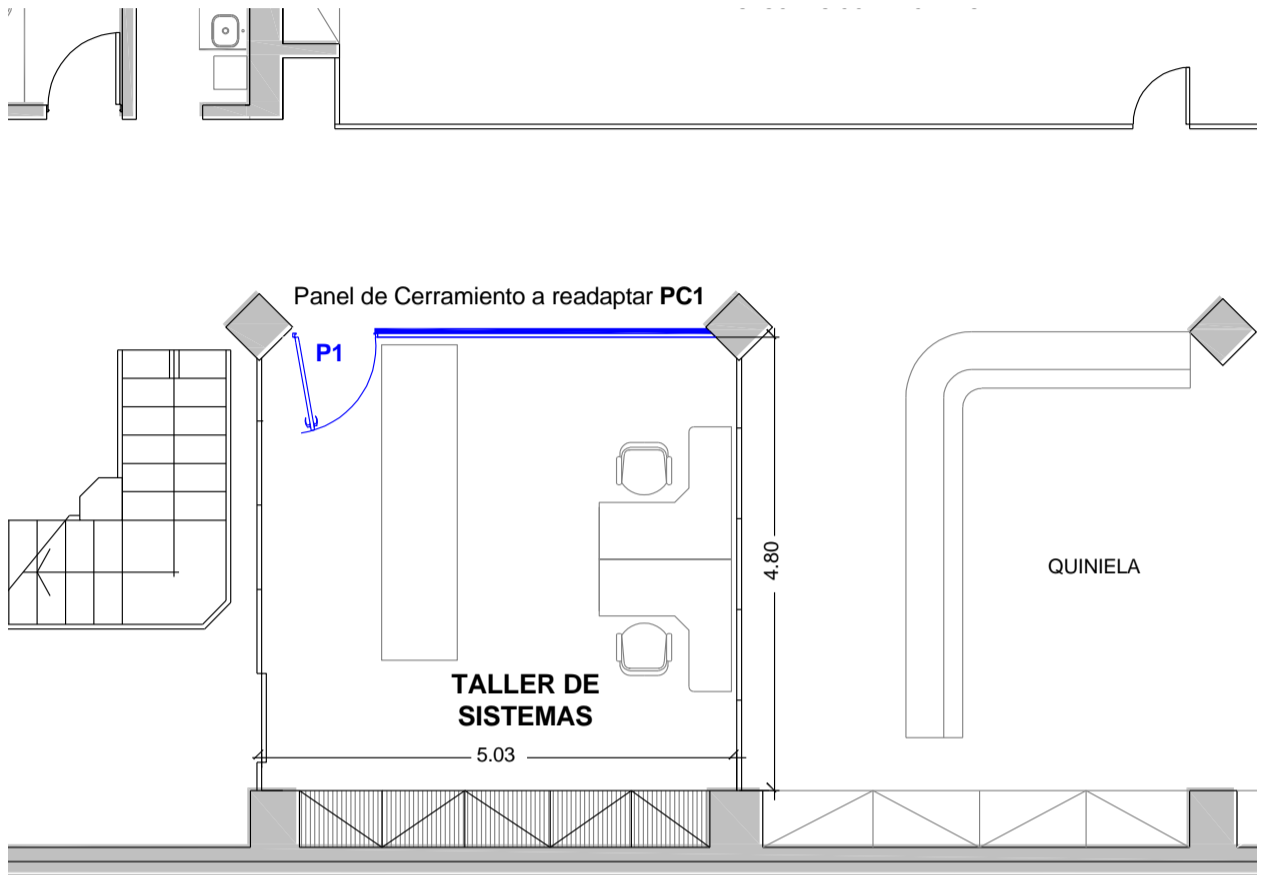 Panel de Cerramiento a readaptar PC1
P1
4.80
QUINIELA
TALLER DE
SISTEMAS
5.03